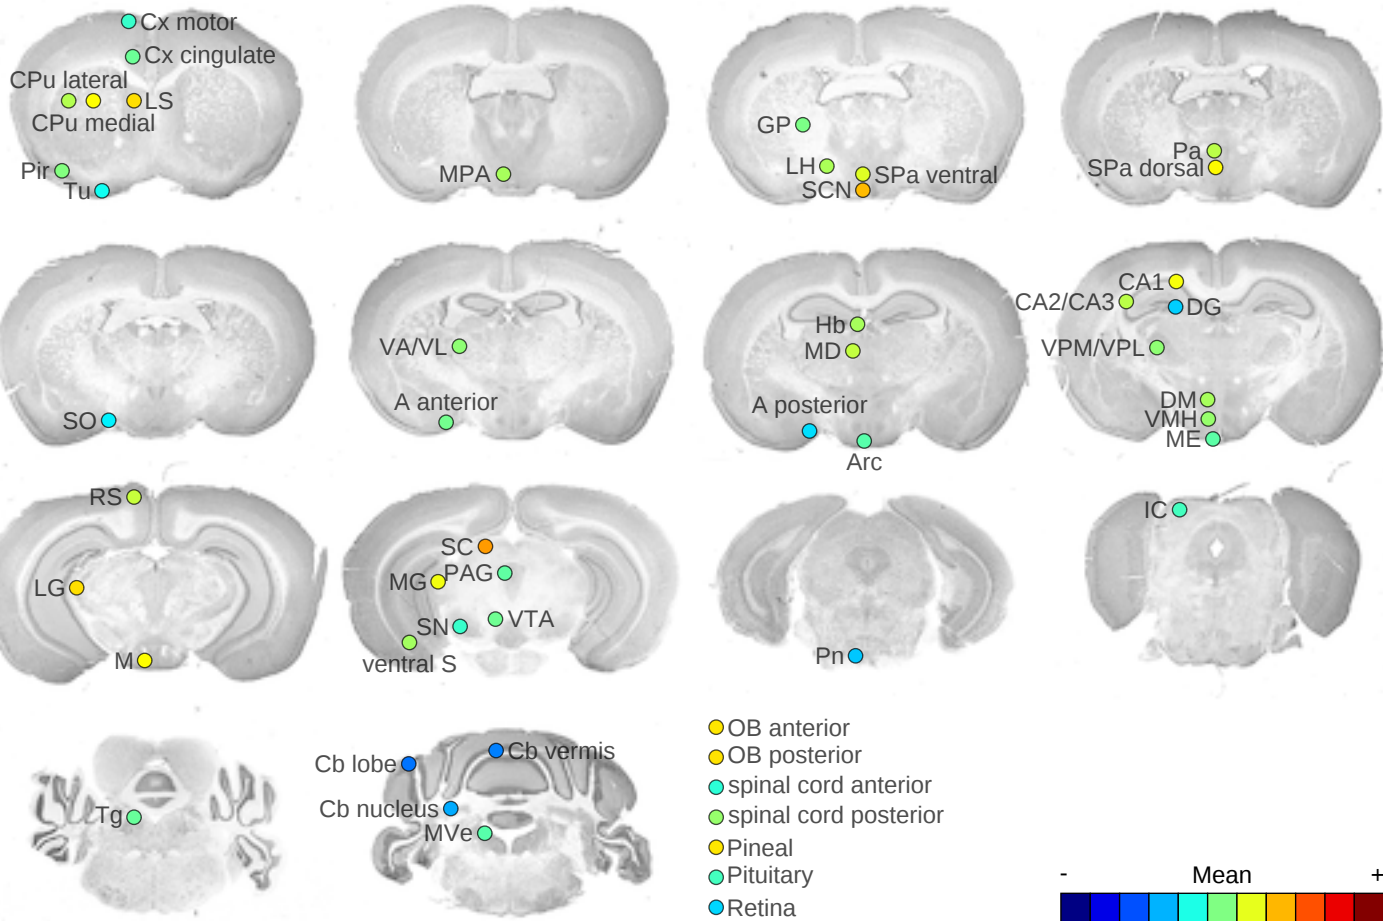 Cx motor
Cx cingulate
CPu lateral
LS
CPu medial
Pir
Tu
MPA
GP
LH
SPa ventral
SCN
Pa
SPa dorsal
SO
VA/VL
A anterior
Hb
MD
A posterior
Arc
CA1
CA2/CA3
DG
VPM/VPL
DM
VMH
ME
RS
LG
M
SC
MG
PAG
SN
VTA
ventral S
Pn
IC
Tg
Cb lobe
Cb vermis
Cb nucleus
MVe
OB anterior
OB posterior
spinal cord anterior
spinal cord posterior
Pineal
Pituitary
Retina
- Mean +